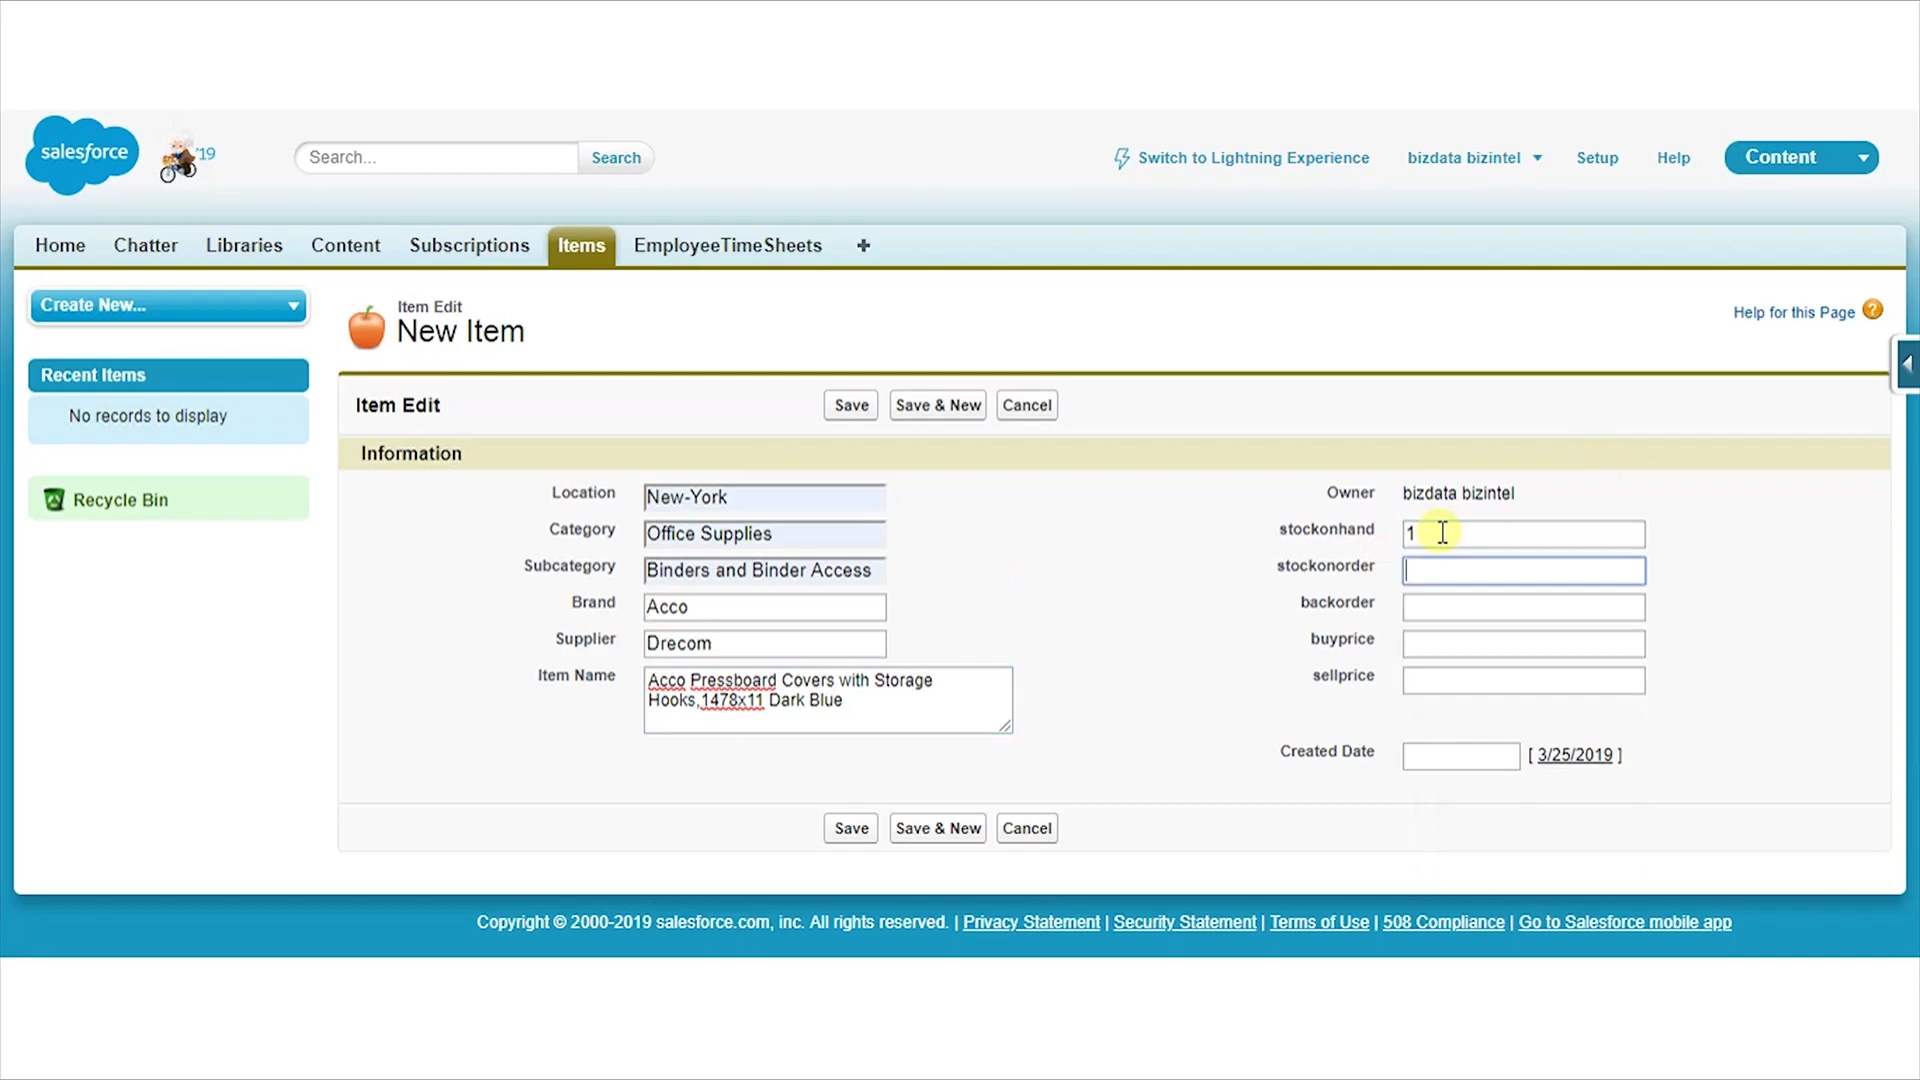 salesforce
'19
Search...
Search
Switch to Lightning Experience
bizdata bizintel
Setup
Help
Content
Home
Chatter
Libraries
Content
Subscriptions
Items
EmployeeTimeSheets
+
Create New...
Recent Items
No records to display
Recycle Bin
Item Edit
New Item
Help for this Page ?
Item Edit
Save
Save & New
Cancel
Information
Location
New-York
Category
Office Supplies
Subcategory
Binders and Binder Access
Brand
Acco
Supplier
Drecom
Item Name
Acco Pressboard Covers with Storage
Hooks,1478x11 Dark Blue
Owner
bizdata bizintel
stockonhand
1
stockonorder
backorder
buyprice
sellprice
Created Date
[ 3/25/2019 ]
Save
Save & New
Cancel
Copyright © 2000-2019 salesforce.com, inc. All rights reserved. | Privacy Statement | Security Statement | Terms of Use | 508 Compliance | Go to Salesforce mobile app